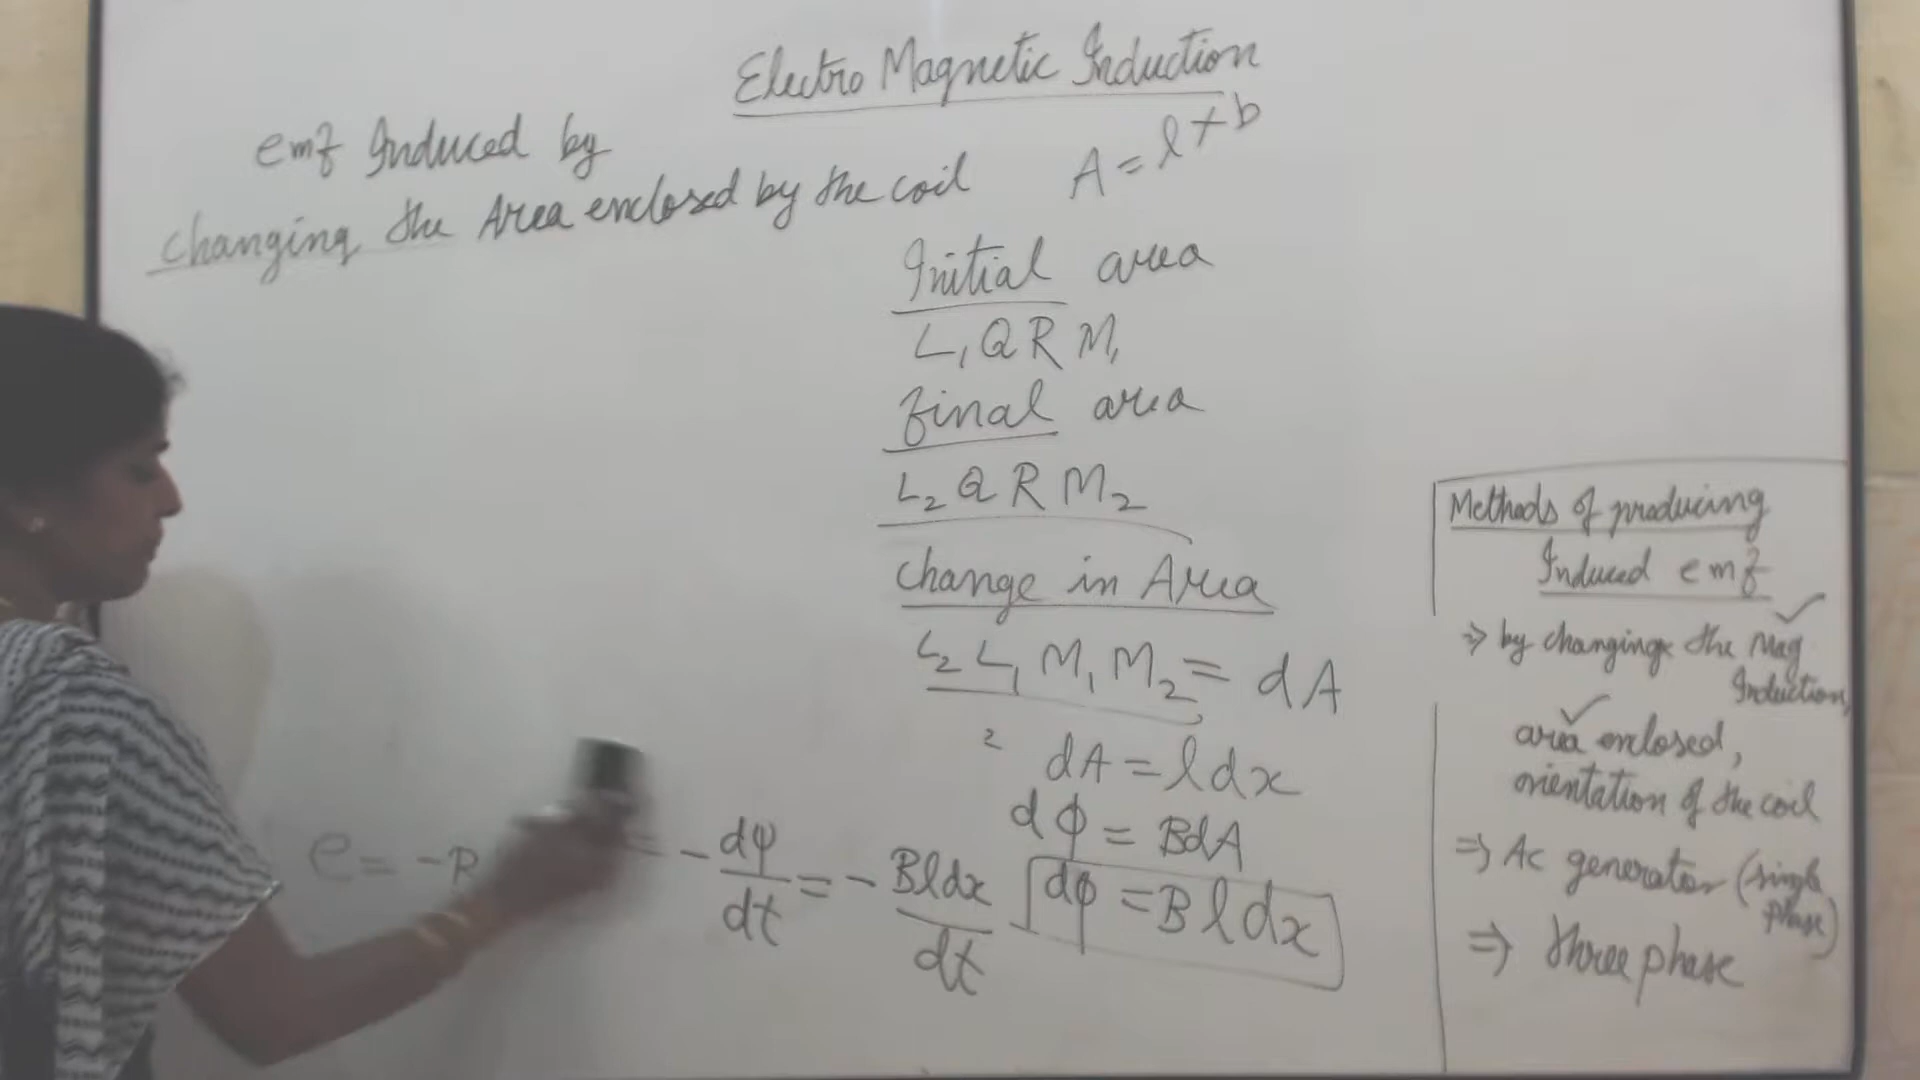 Electro Magnetic Induction
emf Induced by
changing the Area enclosed by the coil
A = l + b
Initial area
L₁ Q R M₁
final area
L₂ Q R M₂
change in Area
L₂ L₁ M₁ M₂ = dA
2 dA = l dx
dϕ = BdA
e = - = - dϕ/dt = - Bldx/dt
dϕ = B l dx
Methods of producing
Induced emf
⇒ by changing the Mag ✓
Induction,
area enclosed, ✓
orientation of the coil
⇒ Ac generator (single
phase)
⇒ three phase